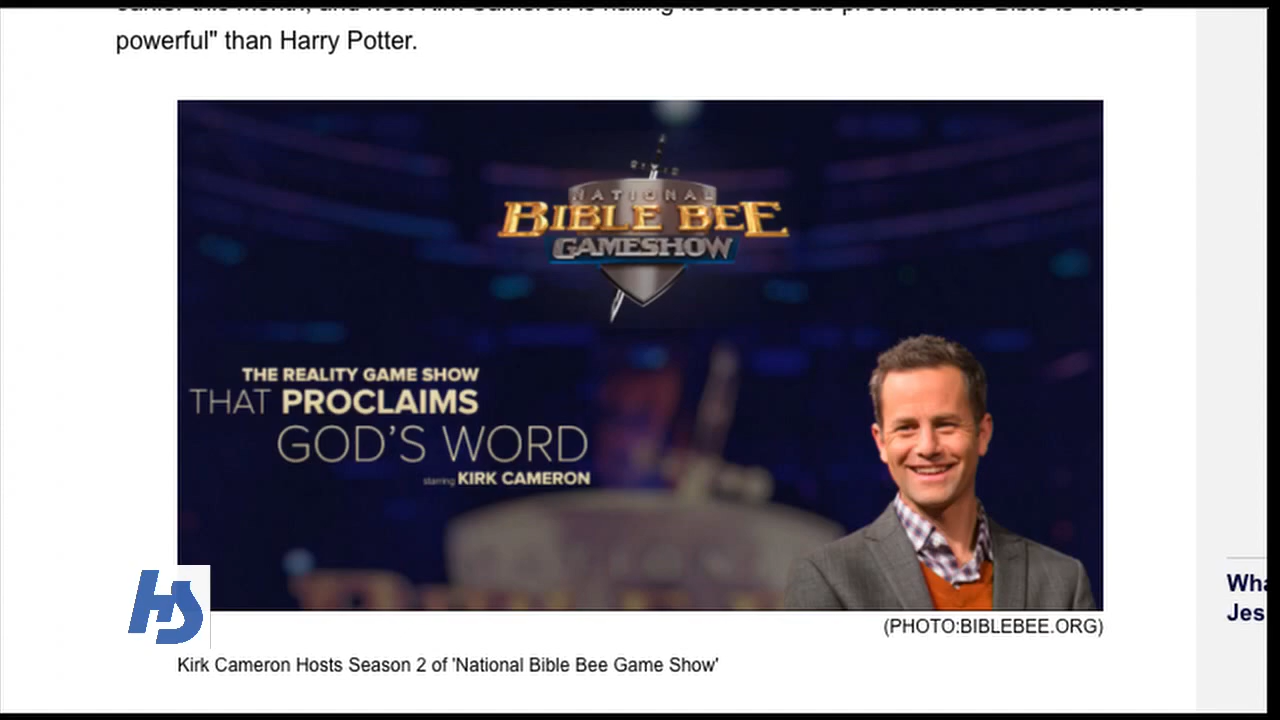 powerful" than Harry Potter.
NATIONAL
BIBLE BEE
GAMESHOW
THE REALITY GAME SHOW
THAT PROCLAIMS
GOD'S WORD
starring KIRK CAMERON
HS
(PHOTO:BIBLEBEE.ORG)
Kirk Cameron Hosts Season 2 of 'National Bible Bee Game Show'
Wha
Jes